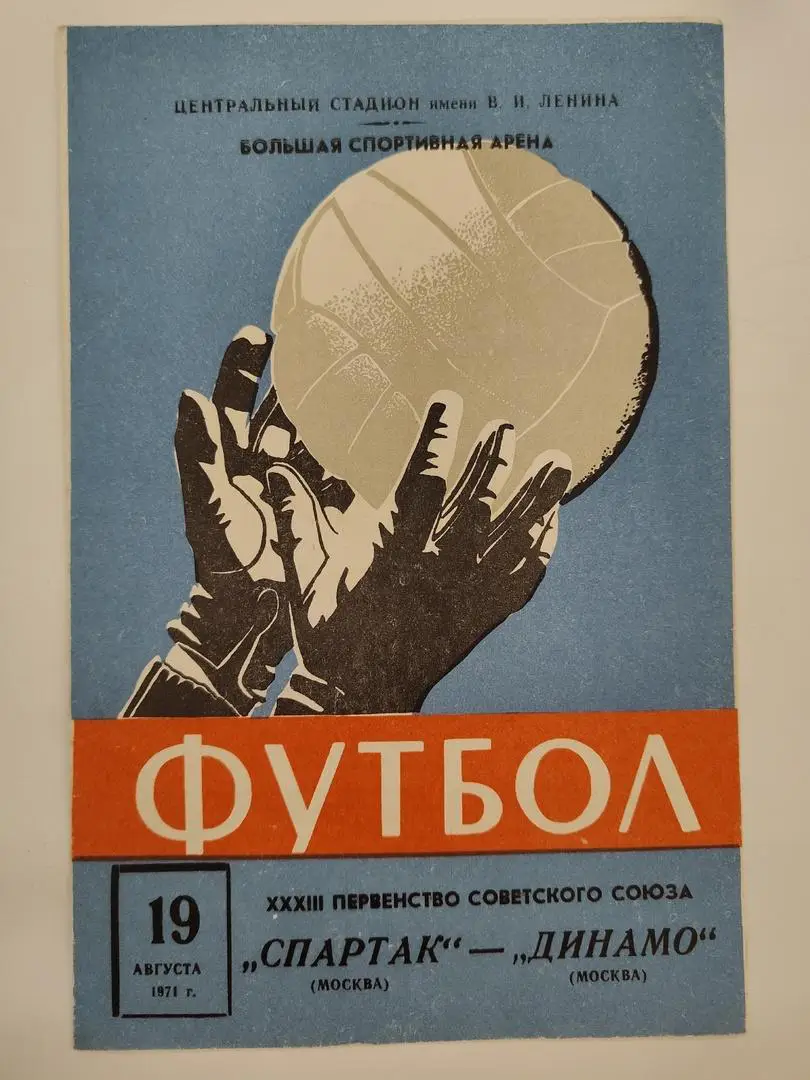 ЦЕНТРАЛЬНЫЙ СТАДИОН имени В. И. ЛЕНИНА
БОЛЬШАЯ СПОРТИВНАЯ АРЕНА
ФУТБОЛ
19
АВГУСТА
1971 г.
XXXIII ПЕРВЕНСТВО СОВЕТСКОГО СОЮЗА
„СПАРТАК“ — „ДИНАМО“
(МОСКВА) (МОСКВА)